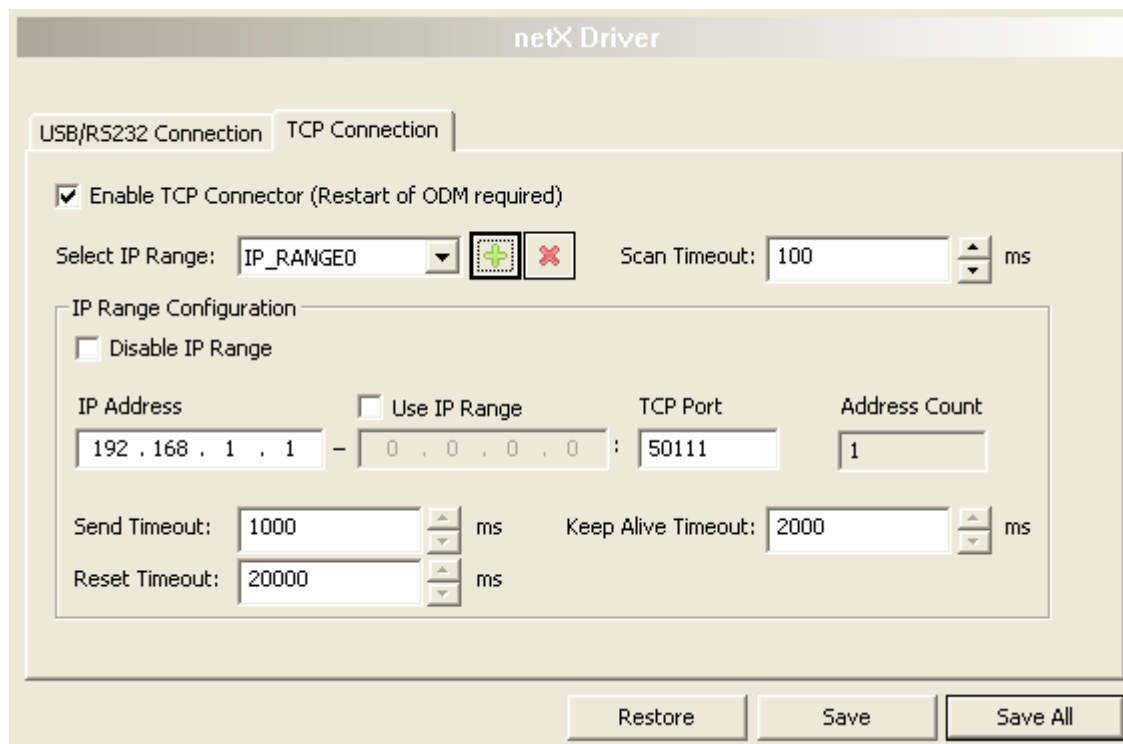 netX Driver
USB/RS232 Connection TCP Connection
Enable TCP Connector (Restart of ODM required)
Select IP Range: IP_RANGE0 Scan Timeout: 100 ms
IP Range Configuration
Disable IP Range
IP Address Use IP Range TCP Port Address Count
192 . 168 . 1 . 1 – 0 . 0 . 0 . 0 : 50111 1
Send Timeout: 1000 ms Keep Alive Timeout: 2000 ms
Reset Timeout: 20000 ms
Restore Save Save All